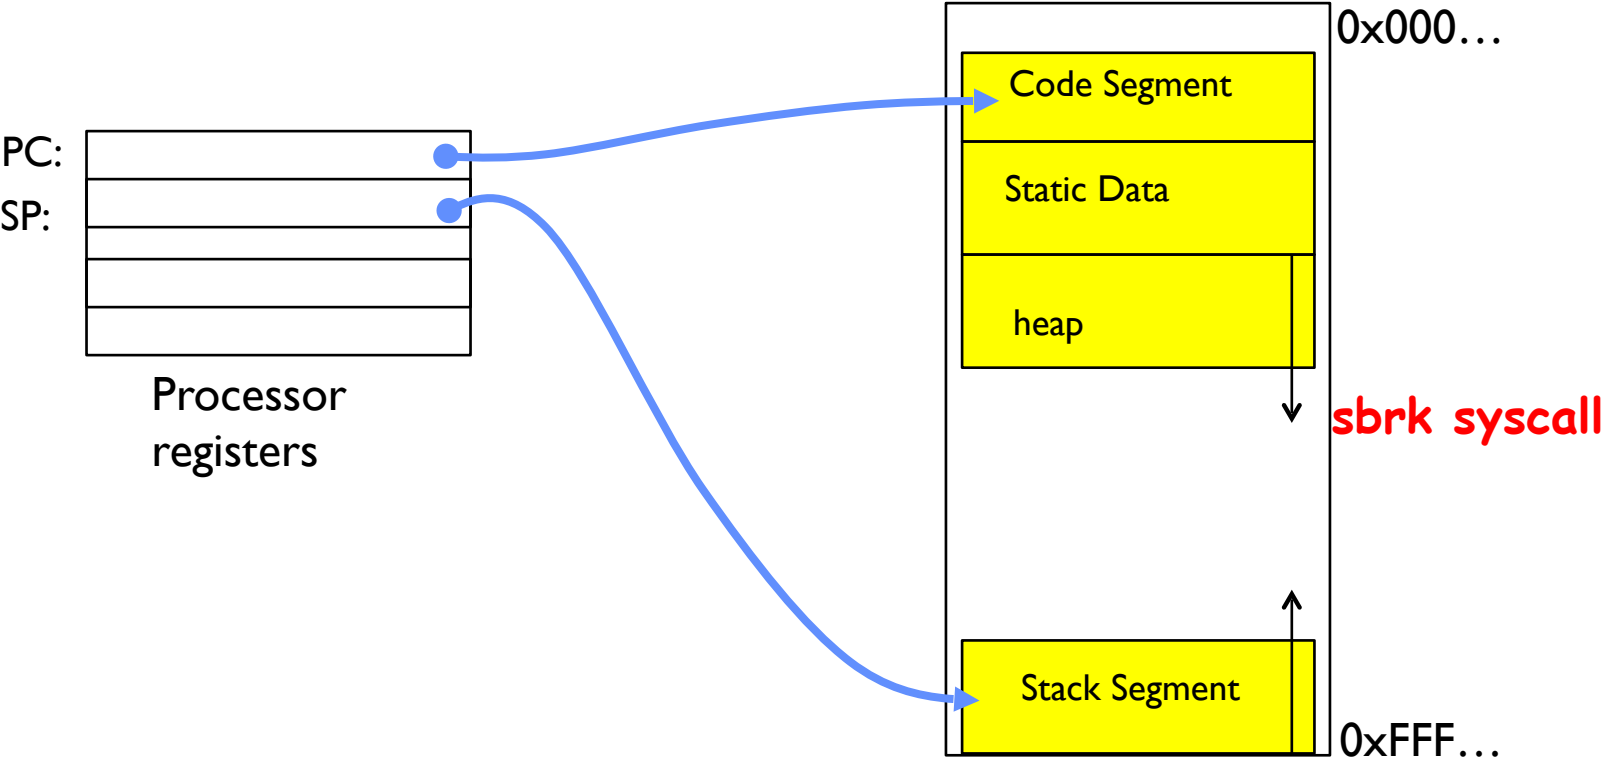 0x000…
Code Segment
PC:
Static Data
SP:
heap
Processor
registers
sbrk syscall
Stack Segment
0xFFF…